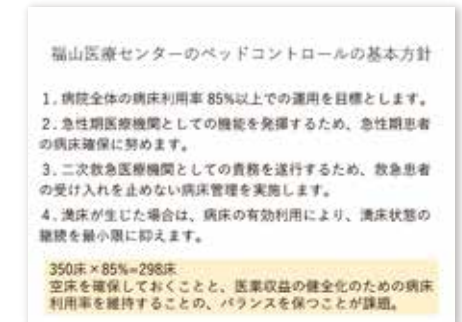 福山医療センターのベッドコントロールの基本方針
1．病院全体の病床利用率 85%以上での運用を目標とします。
2．急性期医療機関としての機能を発揮するため、急性期患者
の病床確保に努めます。
3．二次救急医療機関としての責務を遂行するため、救急患者
の受け入れを止めない病床管理を実施します。
4．満床が生じた場合は、病床の有効利用により、満床状態の
継続を最小限に抑えます。
350床×85%=298床
空床を確保しておくことと、医業収益の健全化のための病床
利用率を維持することの、バランスを保つことが課題。